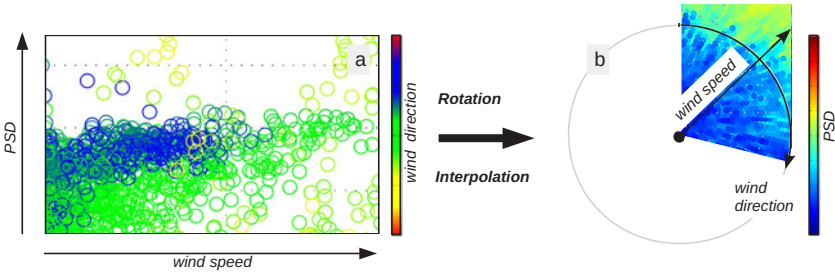 PSD
a
wind speed
wind direction
Rotation
Interpolation
b
wind speed
wind
direction
PSD